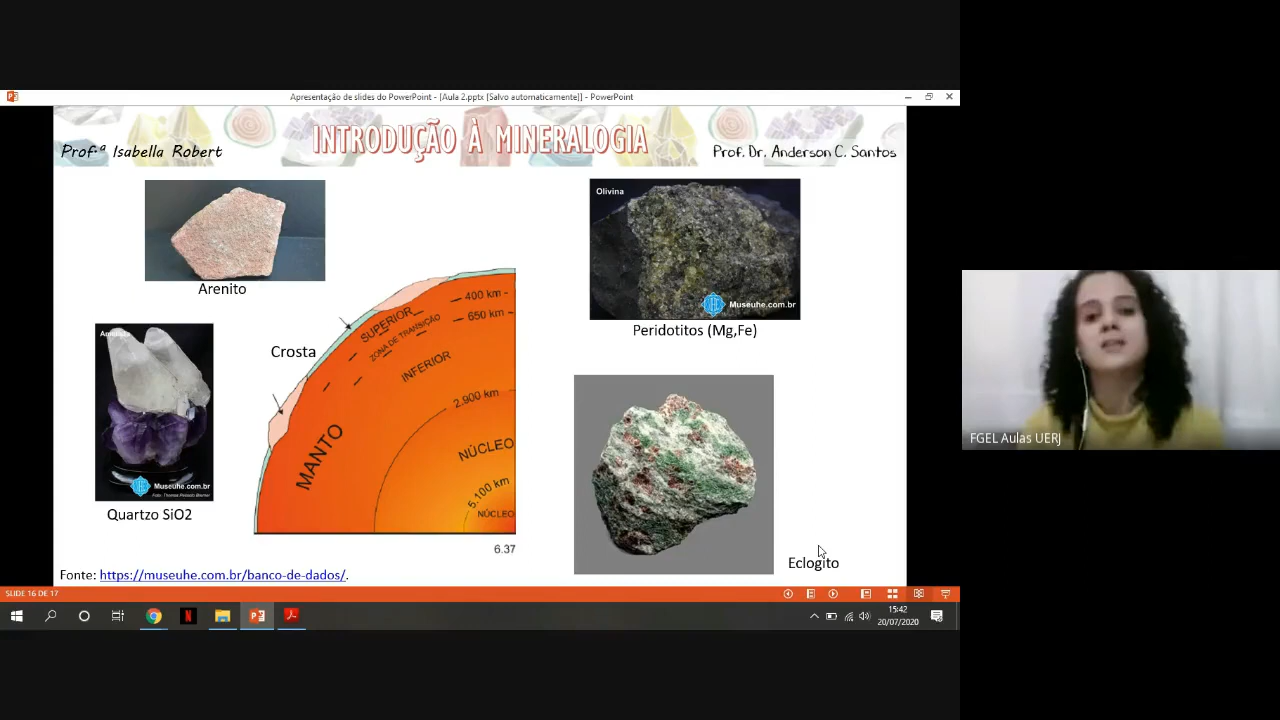 Apresentação de slides do PowerPoint - [Aula 2.pptx [Salvo automaticamente]] - PowerPoint
INTRODUÇÃO À MINERALOGIA
Prof.ª Isabella Robert
Prof. Dr. Anderson C. Santos
Arenito
Olivina
Museuhe.com.br
Peridotitos (Mg,Fe)
Crosta
SUPERIOR
400 km
ZONA DE TRANSIÇÃO
650 km
INFERIOR
2.900 km
MANTO
NÚCLEO
5.100 km
NÚCLEO
6.37
Museuhe.com.br
Quartzo SiO2
Eclogito
Fonte: https://museuhe.com.br/banco-de-dados/.
FGEL Aulas UERJ
SLIDE 16 DE 17
15:42
20/07/2020